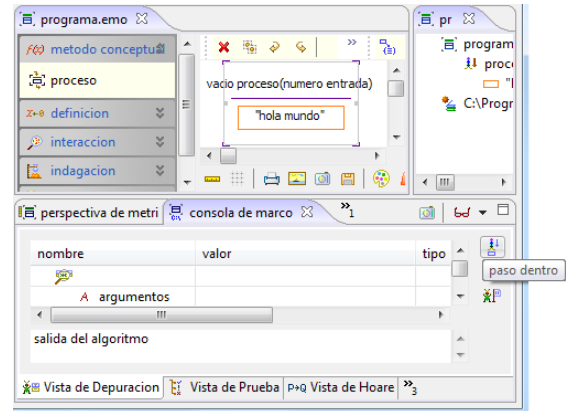 programa.emo
pr
metodo conceptual
proceso
definicion
interaccion
indagacion
vacio proceso(numero entrada)
"hola mundo"
program
proce
"l
C:\Progr
perspectiva de metri
consola de marco
1
nombre
valor
tipo
argumentos
salida del algoritmo
paso dentro
Vista de Depuracion
Vista de Prueba
P→Q Vista de Hoare
3